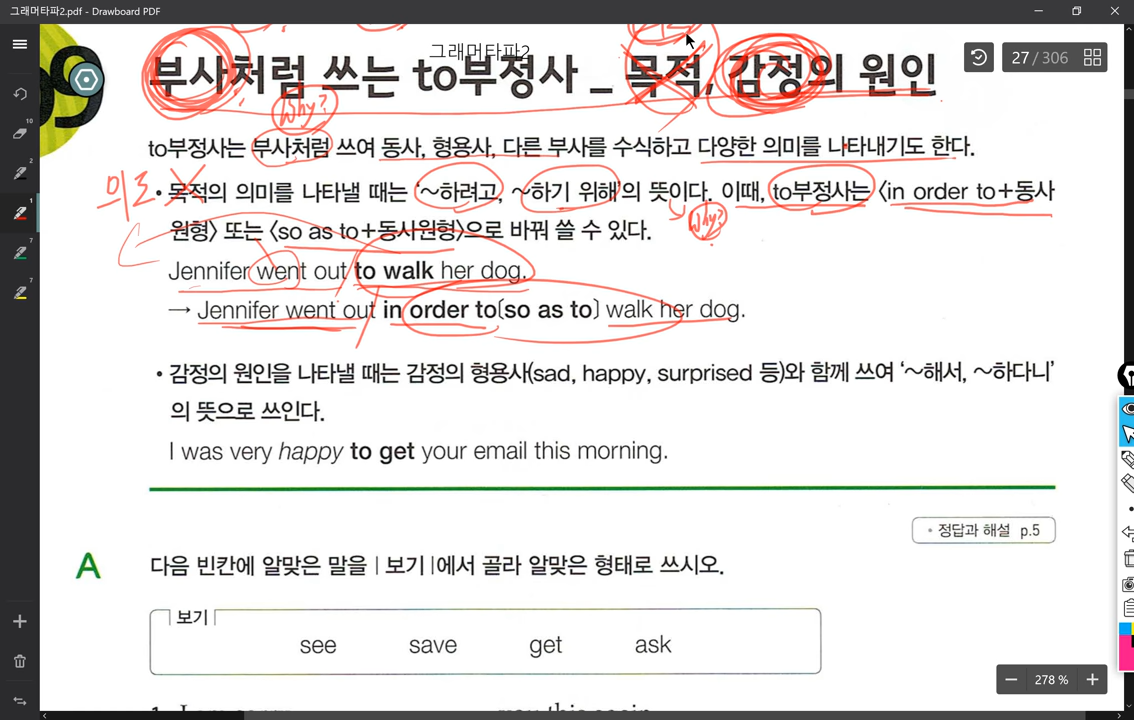 그래머타파2.pdf - Drawboard PDF
그래머타파2
27 / 306
9
부사처럼 쓰는 to부정사 _ 목적, 감정의 원인
Why?
to부정사는 부사처럼 쓰여 동사, 형용사, 다른 부사를 수식하고 다양한 의미를 나타내기도 한다.
의도
• 목적의 의미를 나타낼 때는 '~하려고, ~하기 위해'의 뜻이다. 이때, to부정사는 〈in order to+동사
Why?
원형〉 또는 〈so as to+동사원형〉으로 바꿔 쓸 수 있다.
Jennifer went out to walk her dog.
→ Jennifer went out in order to(so as to) walk her dog.
• 감정의 원인을 나타낼 때는 감정의 형용사(sad, happy, surprised 등)와 함께 쓰여 '~해서, ~하다니'
의 뜻으로 쓰인다.
I was very happy to get your email this morning.
• 정답과 해설 p.5
A 다음 빈칸에 알맞은 말을 | 보기 |에서 골라 알맞은 형태로 쓰시오.
보기
see save get ask
278 %
10
2
1
7
7